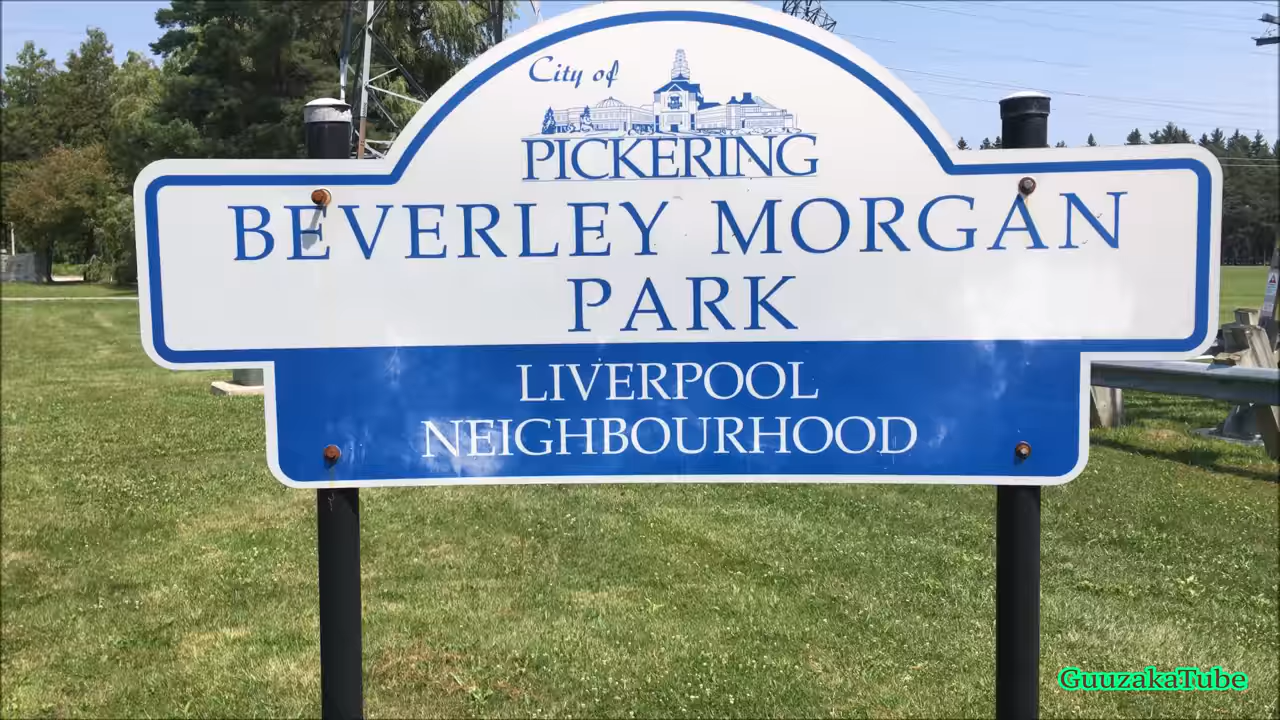 City of
PICKERING
BEVERLEY MORGAN
PARK
LIVERPOOL
NEIGHBOURHOOD
GuuzakaTube